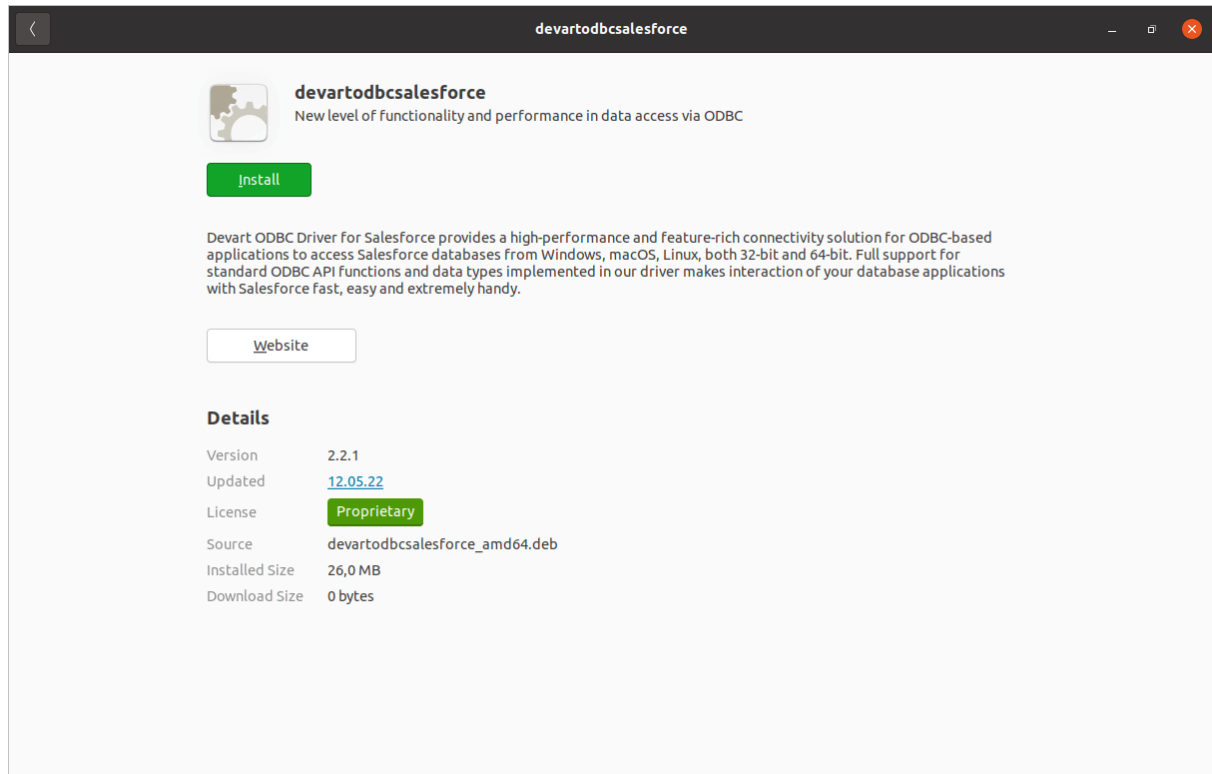 devartodbcsalesforce
devartodbcsalesforce
New level of functionality and performance in data access via ODBC
Install
Devart ODBC Driver for Salesforce provides a high-performance and feature-rich connectivity solution for ODBC-based
applications to access Salesforce databases from Windows, macOS, Linux, both 32-bit and 64-bit. Full support for
standard ODBC API functions and data types implemented in our driver makes interaction of your database applications
with Salesforce fast, easy and extremely handy.
Website
Details
Version 2.2.1
Updated 12.05.22
License Proprietary
Source devartodbcsalesforce_amd64.deb
Installed Size 26,0 MB
Download Size 0 bytes